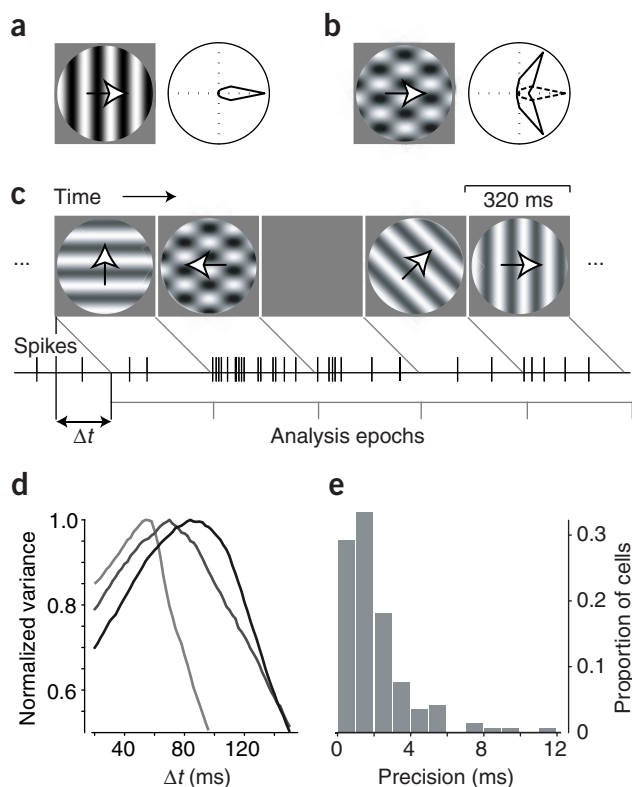 a
b
c
Time
320 ms
...
...
Spikes
Δt
Analysis epochs
d
e
1.0
0.8
0.6
Normalized variance
40
80
120
Δt (ms)
0.3
0.2
0.1
0
Proportion of cells
0
4
8
12
Precision (ms)